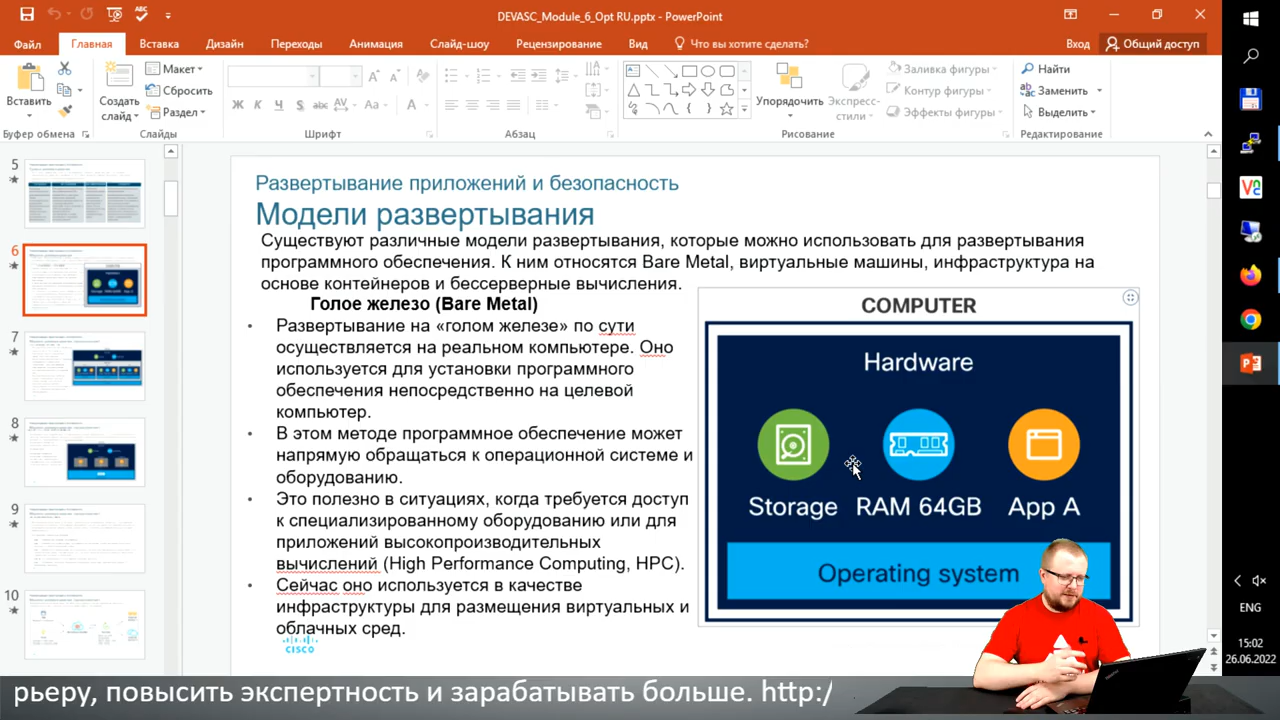 DEVASC_Module_6_Opt RU.pptx - PowerPoint
Файл Главная Вставка Дизайн Переходы Анимация Слайд-шоу Рецензирование Вид Что вы хотите сделать? Вход Общий доступ
Вставить
Создать слайд
Макет
Сбросить
Раздел
Упорядочить
Экспресс-стили
Заливка фигуры
Контур фигуры
Эффекты фигуры
Найти
Заменить
Выделить
Буфер обмена Слайды Шрифт Абзац Рисование Редактирование
5
6
7
8
9
10
Развертывание приложений и безопасность
Модели развертывания
Существуют различные модели развертывания, которые можно использовать для развертывания
програмного обеспечения. К ним относятся Bare Metal, виртуальные машины, инфраструктура на
основе контейнеров и бессерверные вычисления.
Голое железо (Bare Metal)
• Развертывание на «голом железе» по сути
осуществляется на реальном компьютере. Оно
используется для установки программного
обеспечения непосредственно на целевой
компьютер.
• В этом методе программное обеспечение может
напрямую обращаться к операционной системе и
оборудованию.
• Это полезно в ситуациях, когда требуется доступ
к специализированному оборудованию или для
приложений высокопроизводительных
вычислений (High Performance Computing, HPC).
• Сейчас оно используется в качестве
инфраструктуры для размещения виртуальных и
облачных сред.
CISCO
COMPUTER
Hardware
Storage RAM 64GB App A
Operating system
ENG
15:02
26.06.2022
рьеру, повысить экспертность и зарабатывать больше. http:/